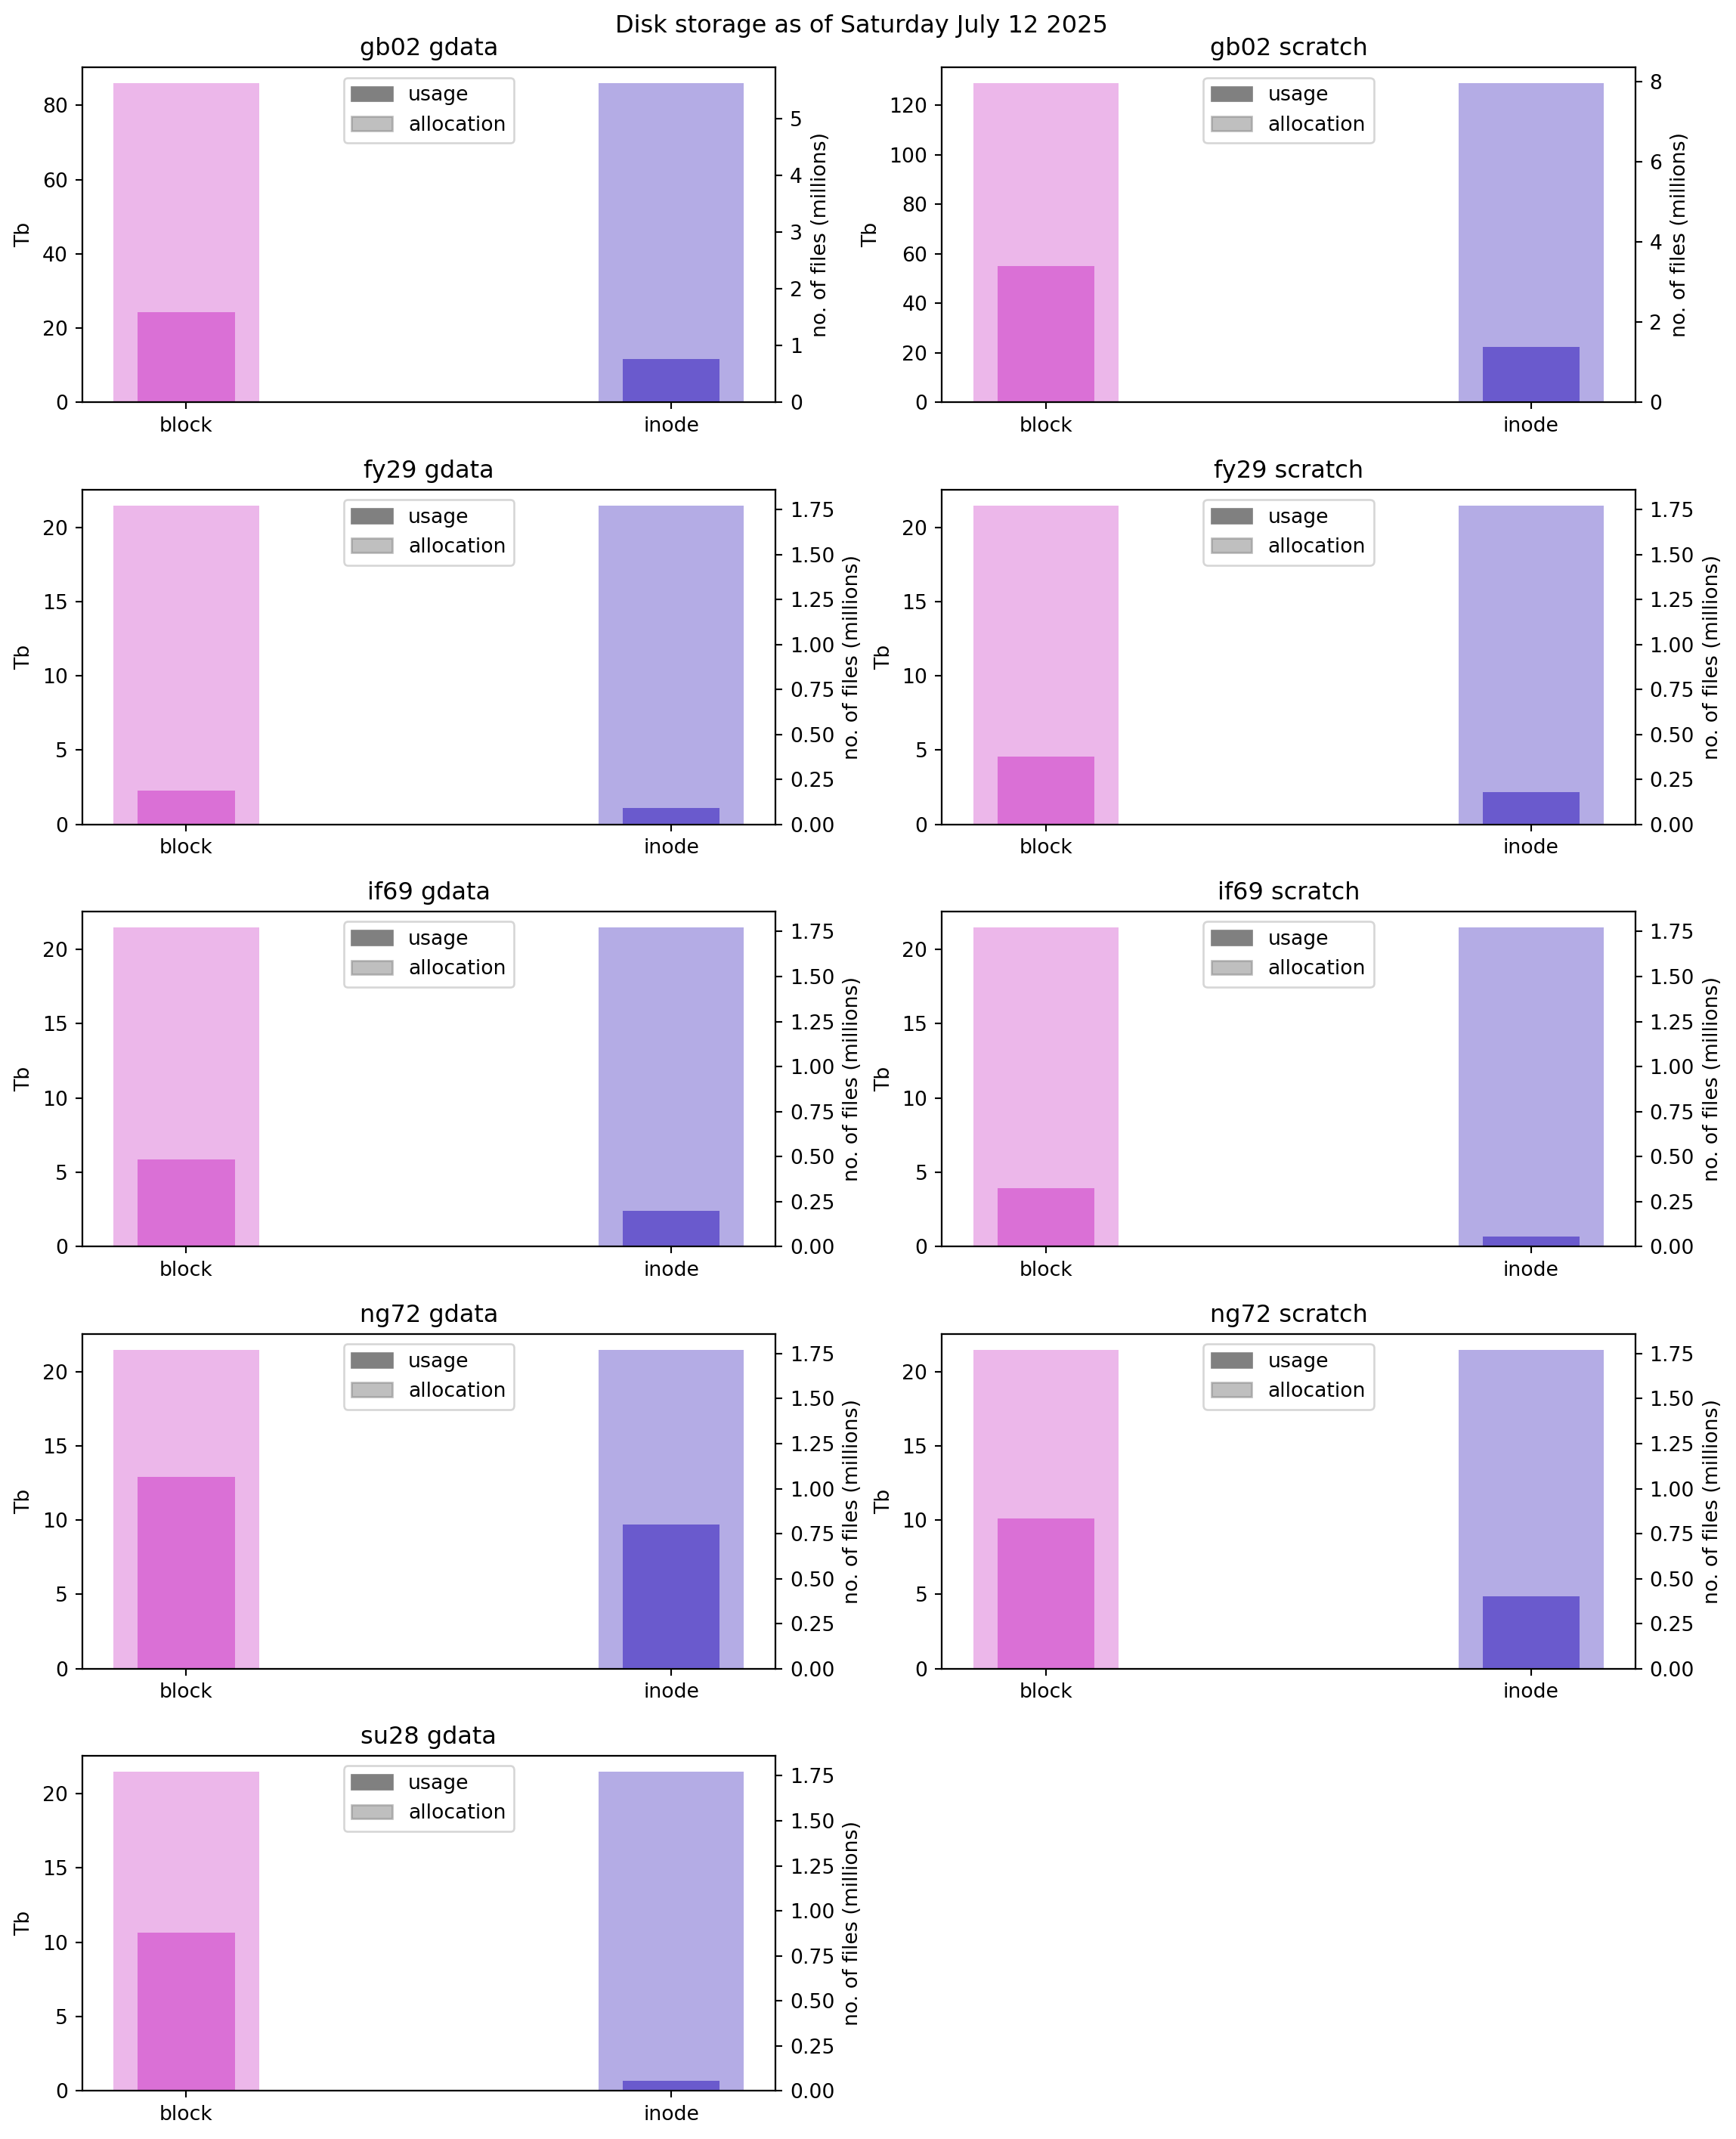 Disk storage as of Saturday July 12 2025
gb02 gdata
usage
allocation
80
60
40
20
0
Tb
5
4
3
2
1
0
no. of files (millions)
block
inode
gb02 scratch
usage
allocation
120
100
80
60
40
20
0
Tb
8
6
4
2
0
no. of files (millions)
block
inode
fy29 gdata
usage
allocation
20
15
10
5
0
Tb
1.75
1.50
1.25
1.00
0.75
0.50
0.25
0.00
no. of files (millions)
block
inode
fy29 scratch
usage
allocation
20
15
10
5
0
Tb
1.75
1.50
1.25
1.00
0.75
0.50
0.25
0.00
no. of files (millions)
block
inode
if69 gdata
usage
allocation
20
15
10
5
0
Tb
1.75
1.50
1.25
1.00
0.75
0.50
0.25
0.00
no. of files (millions)
block
inode
if69 scratch
usage
allocation
20
15
10
5
0
Tb
1.75
1.50
1.25
1.00
0.75
0.50
0.25
0.00
no. of files (millions)
block
inode
ng72 gdata
usage
allocation
20
15
10
5
0
Tb
1.75
1.50
1.25
1.00
0.75
0.50
0.25
0.00
no. of files (millions)
block
inode
ng72 scratch
usage
allocation
20
15
10
5
0
Tb
1.75
1.50
1.25
1.00
0.75
0.50
0.25
0.00
no. of files (millions)
block
inode
su28 gdata
usage
allocation
20
15
10
5
0
Tb
1.75
1.50
1.25
1.00
0.75
0.50
0.25
0.00
no. of files (millions)
block
inode